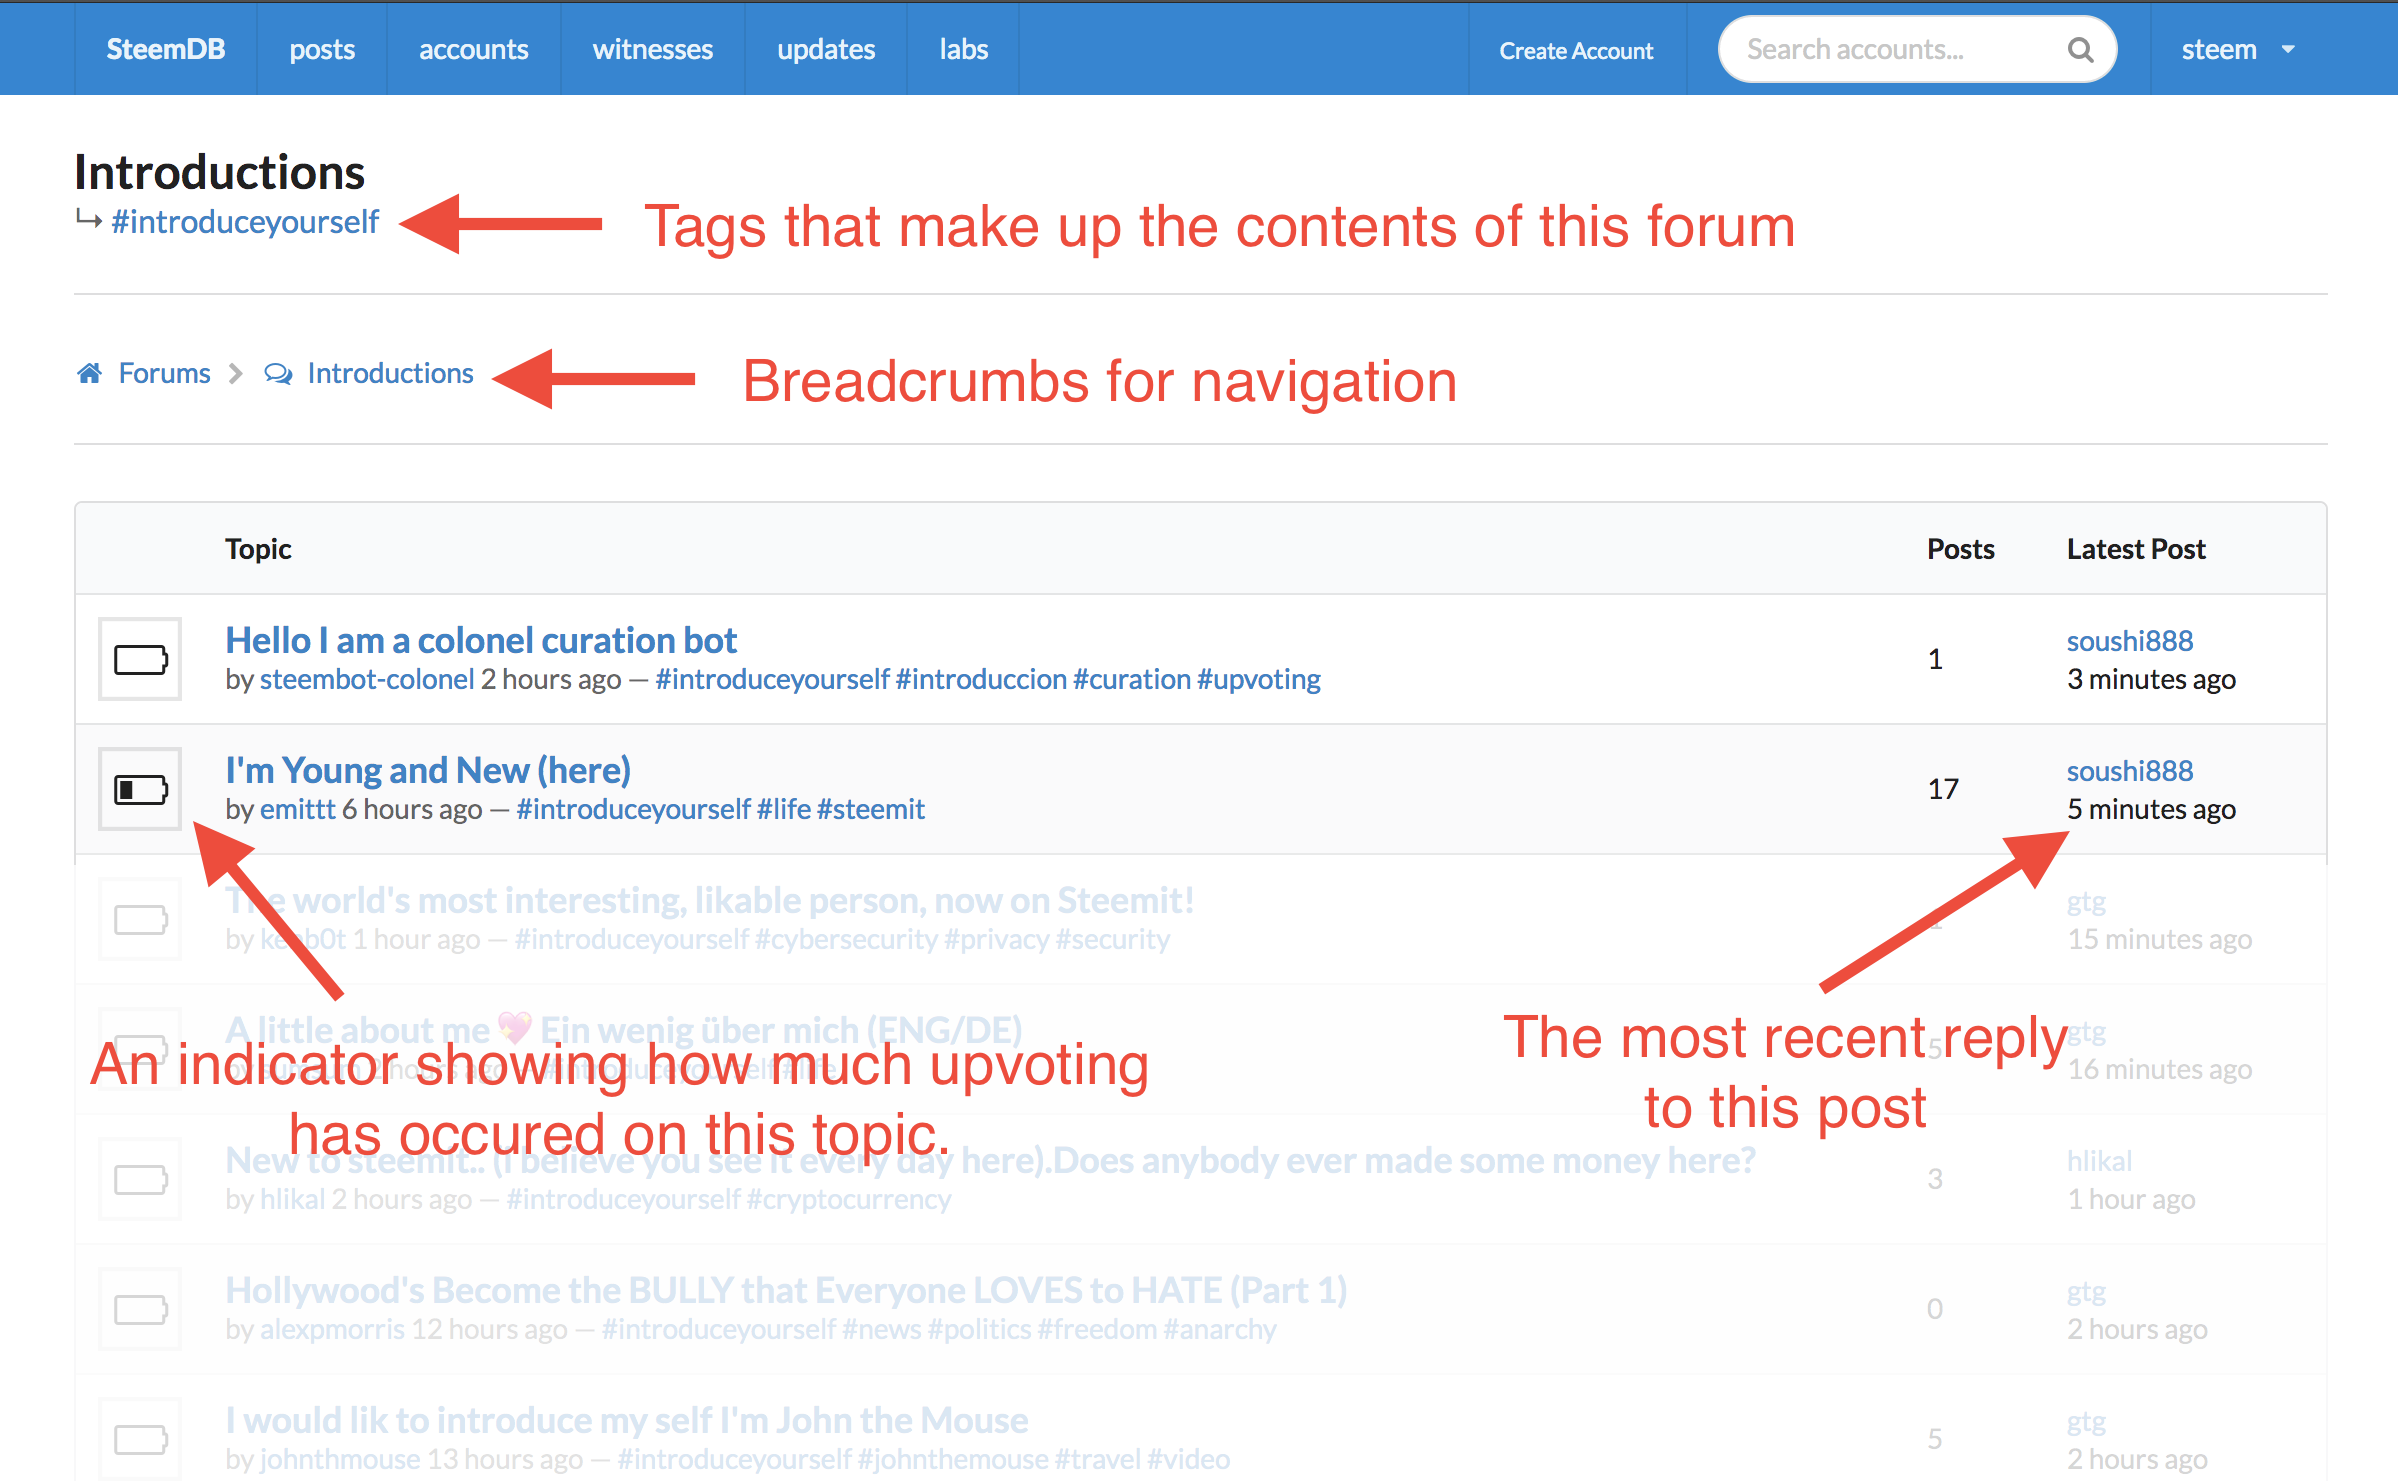 SteemDB posts accounts witnesses updates labs Create Account Search accounts... steem
Introductions
#introduceyourself
Tags that make up the contents of this forum
Forums Introductions
Breadcrumbs for navigation
Topic Posts Latest Post
Hello I am a colonel curation bot
by steembot-colonel 2 hours ago — #introduceyourself #introduccion #curation #upvoting
1
soushi888
3 minutes ago
I'm Young and New (here)
by emittt 6 hours ago — #introduceyourself #life #steemit
17
soushi888
5 minutes ago
The world's most interesting, likable person, now on Steemit!
by 1 hour ago — #introduceyourself #cybersecurity #privacy #security
gtg
15 minutes ago
A little about me 💖 Ein wenig über mich (ENG/DE)
by 2 hours ago #introduceyourself #life
5
gtg
16 minutes ago
An indicator showing how much upvoting
has occured on this topic.
The most recent reply
to this post
New to steemit.. (I believe you see it every day here).Does anybody ever made some money here?
by hlikal 2 hours ago — #introduceyourself #cryptocurrency
3
hlikal
1 hour ago
Hollywood's Become the BULLY that Everyone LOVES to HATE (Part 1)
by alexpmorris 12 hours ago — #introduceyourself #news #politics #freedom #anarchy
0
gtg
2 hours ago
I would lik to introduce my self I'm John the Mouse
by johnthmouse 13 hours ago — #introduceyourself #johnthemouse #travel #video
5
gtg
2 hours ago